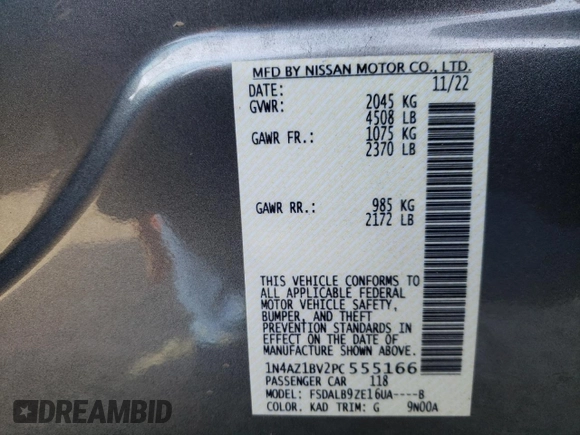 MFD BY NISSAN MOTOR CO., LTD.
DATE: 11/22
GVWR: 2045 KG
4508 LB
GAWR FR.: 1075 KG
2370 LB
GAWR RR.: 985 KG
2172 LB
THIS VEHICLE CONFORMS TO
ALL APPLICABLE FEDERAL
MOTOR VEHICLE SAFETY,
BUMPER, AND THEFT
PREVENTION STANDARDS IN
EFFECT ON THE DATE OF
MANUFACTURE SHOWN ABOVE.
1N4AZ1BV2PC555166
PASSENGER CAR 118
MODEL: FSDALB9ZE16UA----B
COLOR. KAD TRIM: G 9N00A
DREAMBID